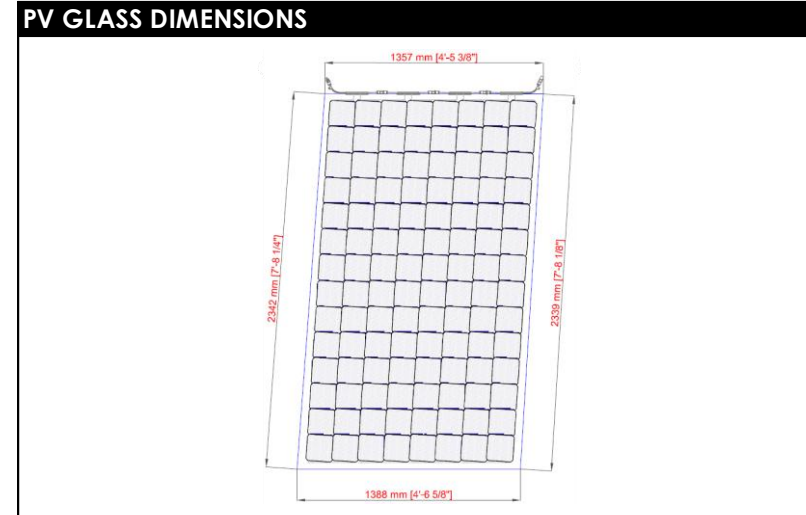 PV GLASS DIMENSIONS
1357 mm [4'-5 3/8"]
2342 mm [7'-8 1/4"]
2339 mm [7'-8 1/8"]
1388 mm [4'-6 5/8"]